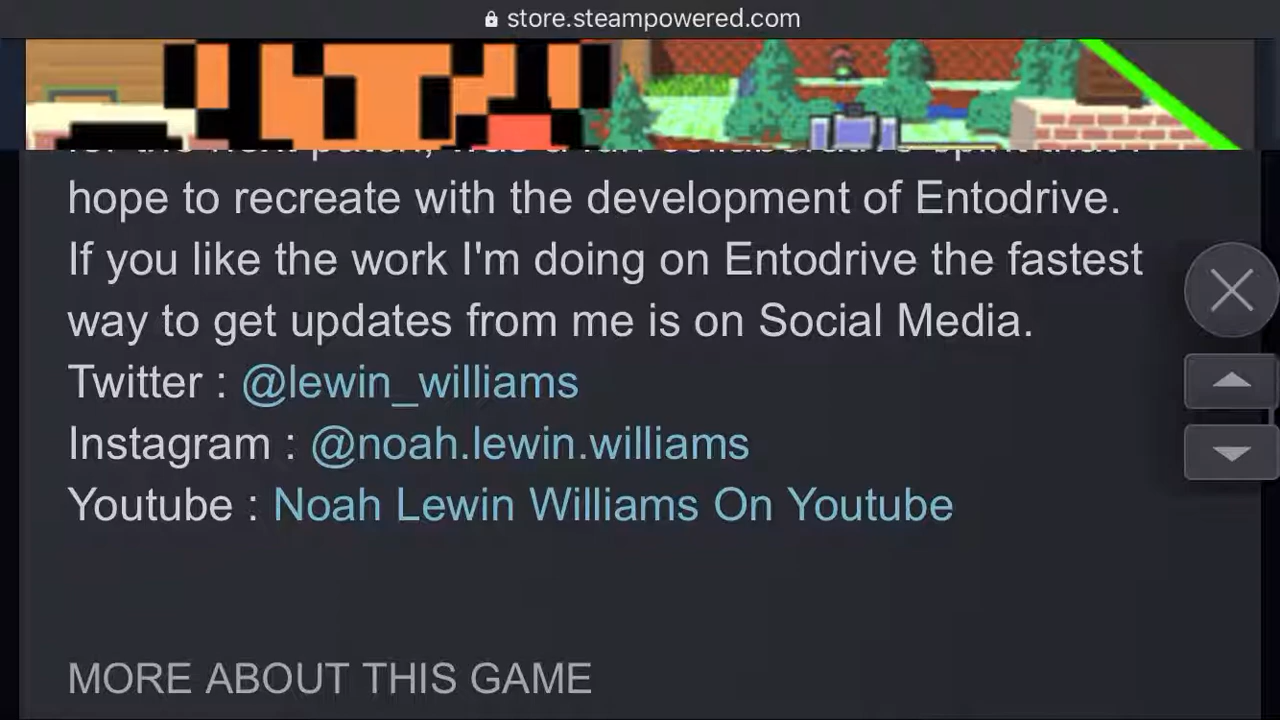 store.steampowered.com
hope to recreate with the development of Entodrive.
If you like the work I'm doing on Entodrive the fastest
way to get updates from me is on Social Media.
Twitter : @lewin_williams
Instagram : @noah.lewin.williams
Youtube : Noah Lewin Williams On Youtube
MORE ABOUT THIS GAME